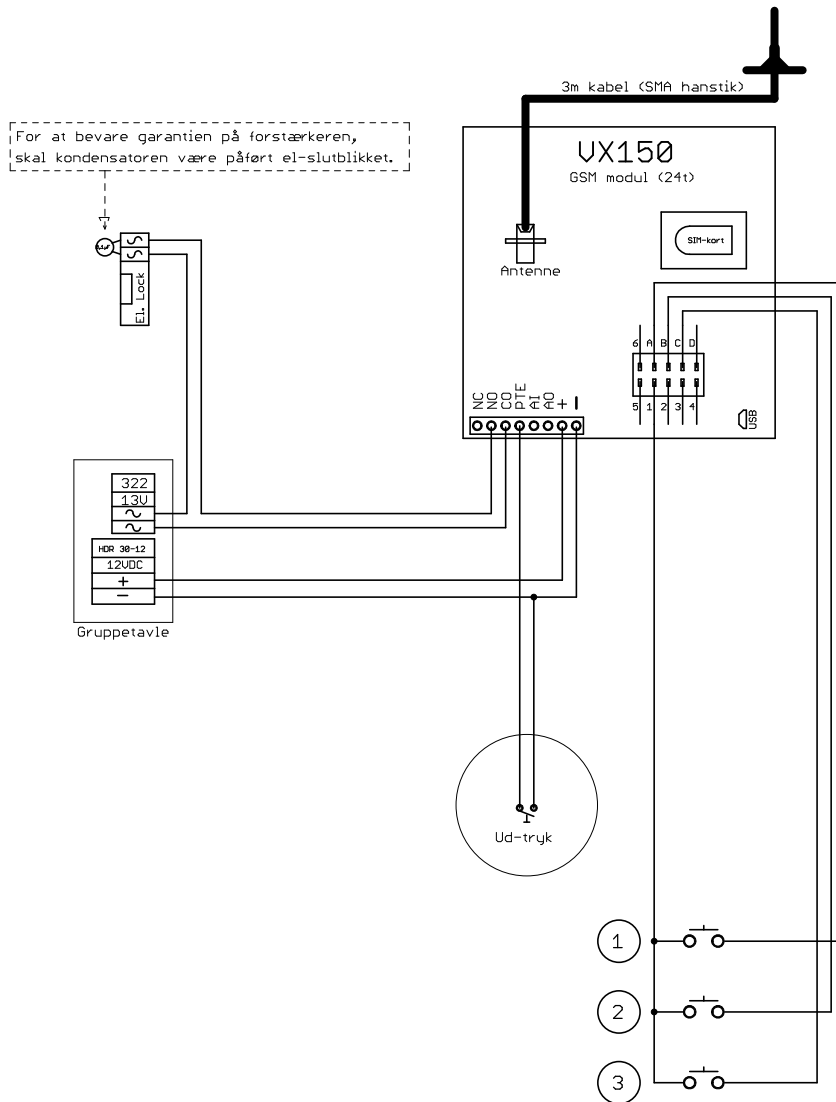 3m kabel (SMA hanstik)
For at bevare garantien på forstærkeren,
skal kondensatoren være påført el-slutblikket.
VX150
GSM modul (24t)
SIM-kort
Antenne
El. Lock
6 A B C D
5 1 2 3 4
USB
NC NO CO PTE AI AO + -
322
13V
HDR 30-12
12VDC
+
-
Gruppetavle
Ud-tryk
1
2
3